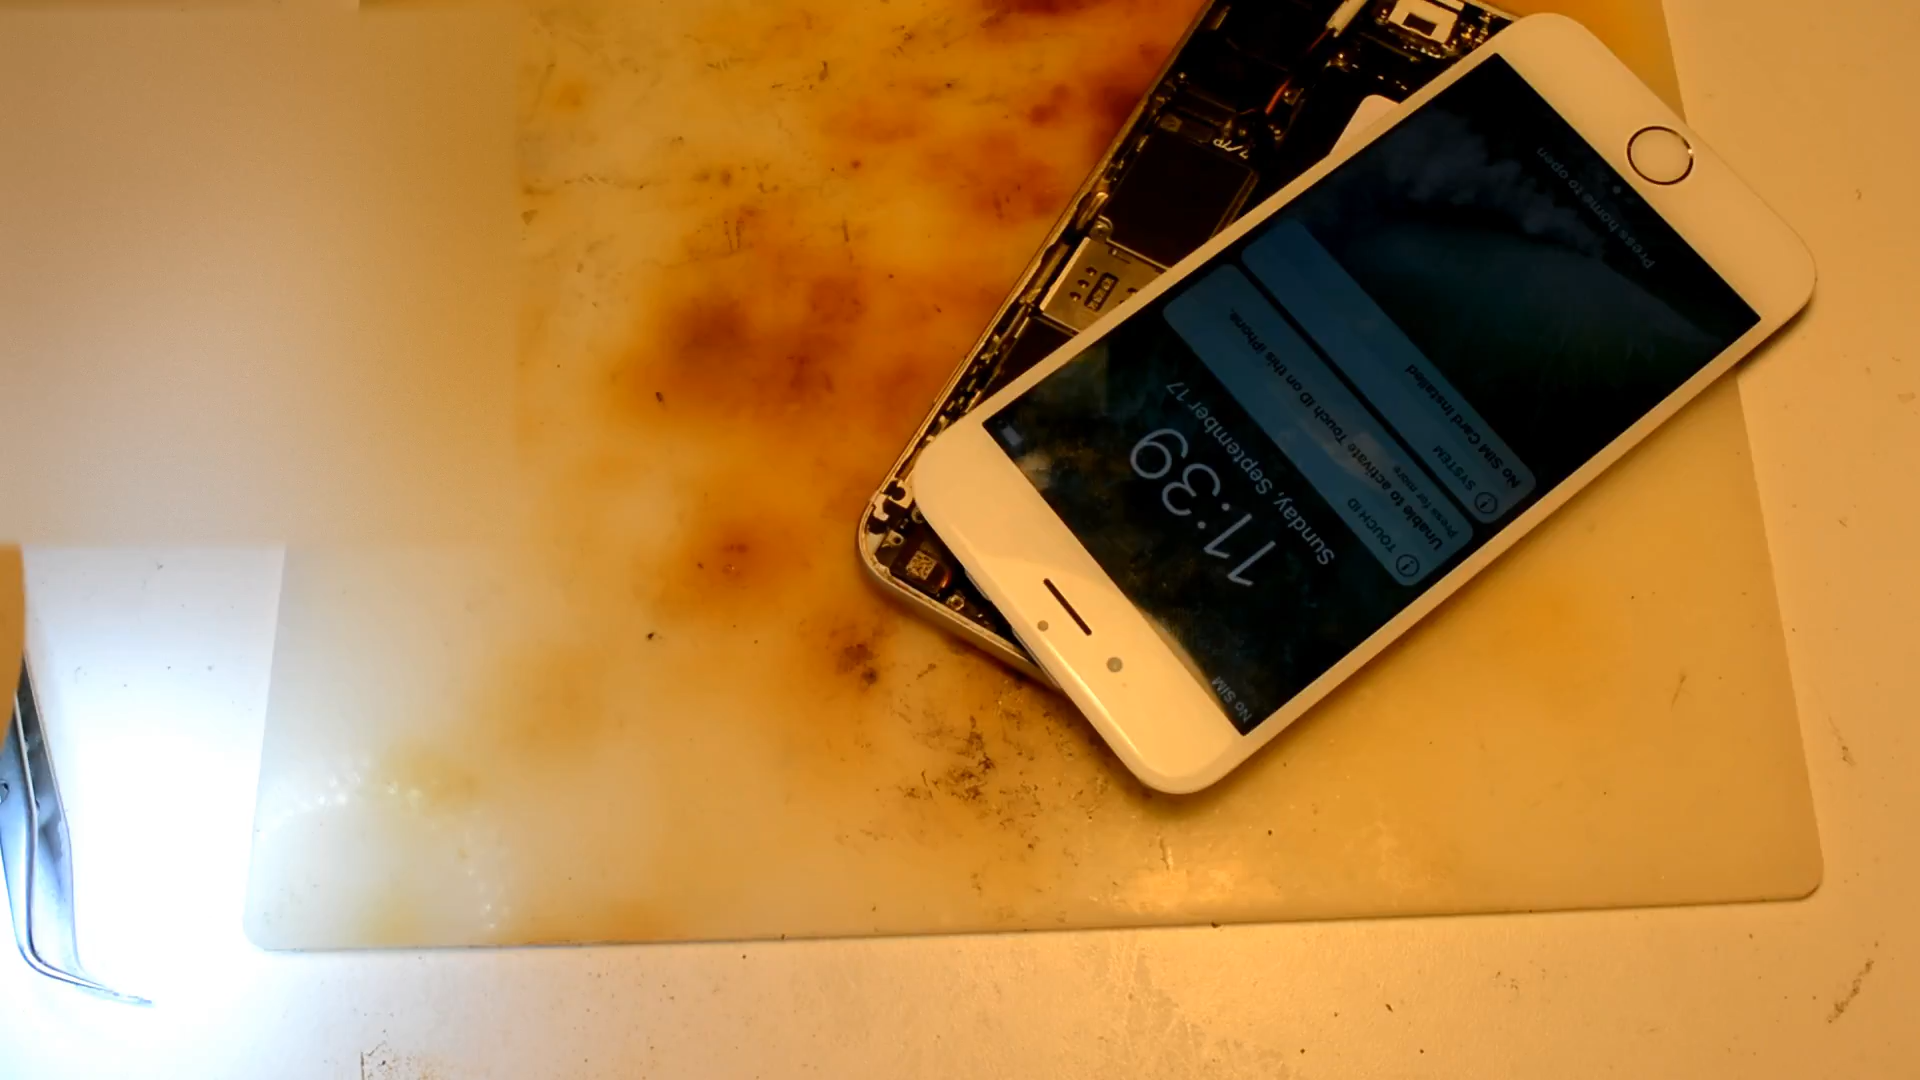 No SIM
11:39
Sunday, September 17
TOUCH ID
Unable to activate Touch ID on this iPhone.
Press for more
SYSTEM
No SIM Card Installed
Press home to open